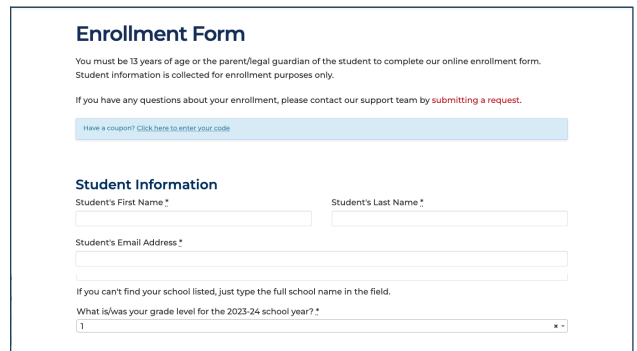 Enrollment Form
You must be 13 years of age or the parent/legal guardian of the student to complete our online enrollment form.
Student information is collected for enrollment purposes only.
If you have any questions about your enrollment, please contact our support team by submitting a request.
Have a coupon? Click here to enter your code
Student Information
Student's First Name * Student's Last Name *
Student's Email Address *
If you can't find your school listed, just type the full school name in the field.
What is/was your grade level for the 2023-24 school year? *
1 ×